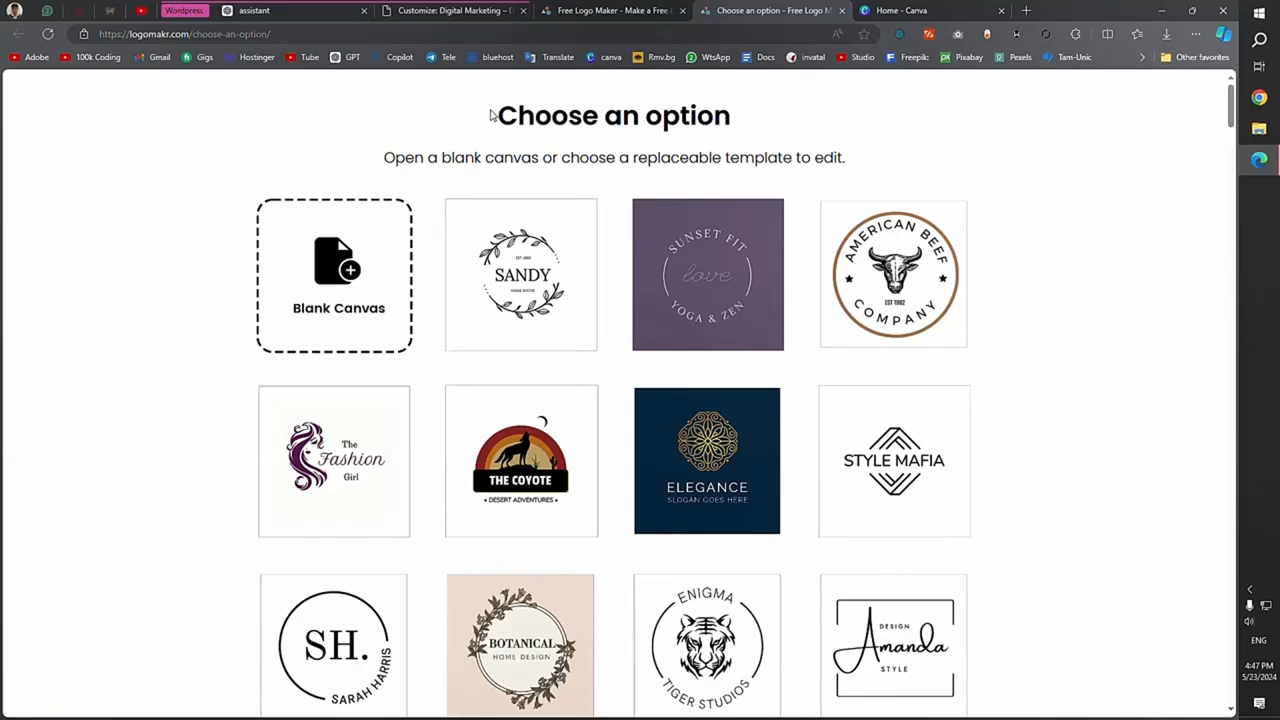 Wordpress
assistant
Customize: Digital Marketing – D
Free Logo Maker - Make a Free
Choose an option - Free Logo M
Home - Canva
https://logomakr.com/choose-an-option/
Adobe
100k Coding
Gmail
Gigs
Hostinger
Tube
GPT
Copilot
Tele
bluehost
Translate
canva
Rmv.bg
WtsApp
Docs
invatal
Studio
Freepik
Pixabay
Pexels
Tam-Unic
Other favorites
Choose an option
Open a blank canvas or choose a replaceable template to edit.
Blank Canvas
EST. 2001
SANDY
HOME DECOR
SUNSET FIT
love
YOGA & ZEN
AMERICAN BEEF
EST 1982
COMPANY
The
Fashion
Girl
THE COYOTE
• DESERT ADVENTURES •
ELEGANCE
SLOGAN GOES HERE
STYLE MAFIA
SH.
SARAH HARRIS
BOTANICAL
HOME DESIGN
ENIGMA
TIGER STUDIOS
DESIGN
Amanda
STYLE
ENG
4:47 PM
5/23/2024